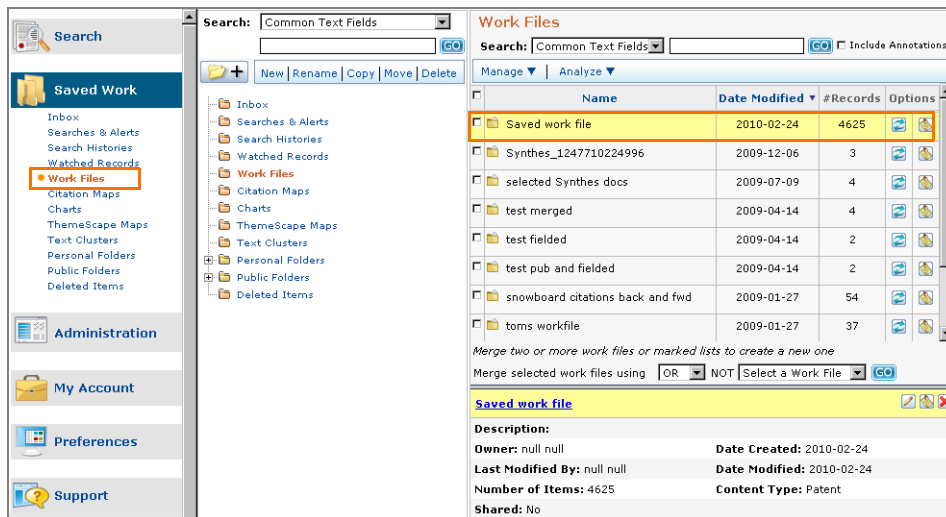 Search
Saved Work
Inbox
Searches & Alerts
Search Histories
Watched Records
Work Files
Citation Maps
Charts
ThemeScape Maps
Text Clusters
Personal Folders
Public Folders
Deleted Items
Administration
My Account
Preferences
Support
Search: Common Text Fields
GO
New | Rename | Copy | Move | Delete
Inbox
Searches & Alerts
Search Histories
Watched Records
Work Files
Citation Maps
Charts
ThemeScape Maps
Text Clusters
Personal Folders
Public Folders
Deleted Items
Work Files
Search: Common Text Fields GO Include Annotations
Manage ▼ | Analyze ▼
Name Date Modified ▼ #Records Options
Saved work file 2010-02-24 4625
Synthes_1247710224996 2009-12-06 3
selected Synthes docs 2009-07-09 4
test merged 2009-04-14 4
test fielded 2009-04-14 2
test pub and fielded 2009-04-14 2
snowboard citations back and fwd 2009-01-27 54
toms workfile 2009-01-27 37
Merge two or more work files or marked lists to create a new one
Merge selected work files using OR NOT Select a Work File GO
Saved work file
Description:
Owner: null null Date Created: 2010-02-24
Last Modified By: null null Date Modified: 2010-02-24
Number of Items: 4625 Content Type: Patent
Shared: No